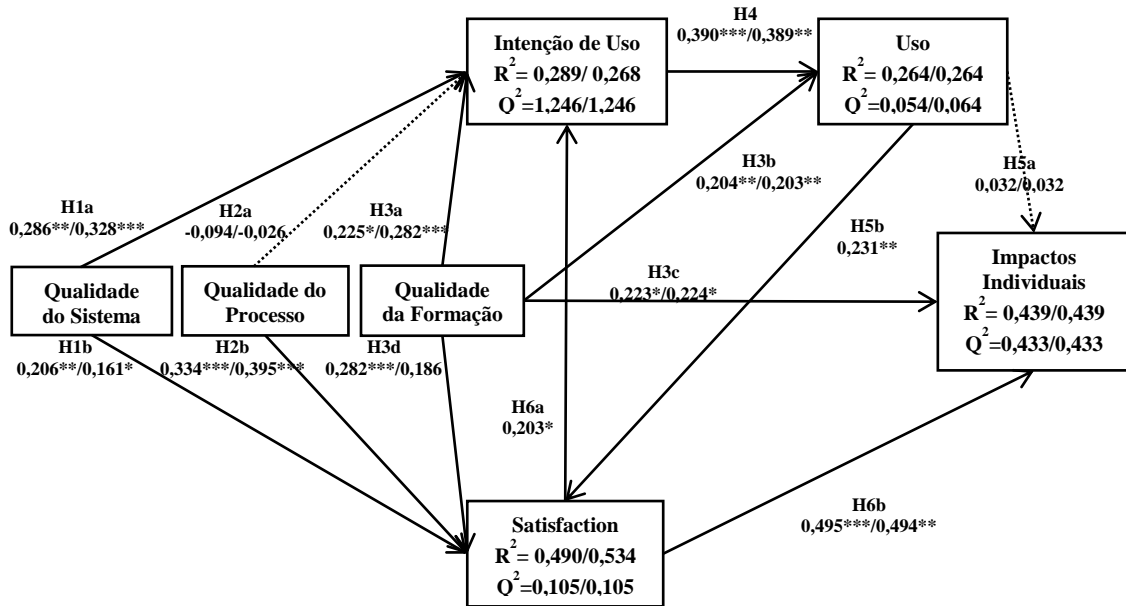 H4
0,390***/0,389**
Intenção de Uso
R²= 0,289/ 0,268
Q²=1,246/1,246
Uso
R²= 0,264/0,264
Q²=0,054/0,064
H3b
0,204**/0,203**
H5a
0,032/0,032
H1a
0,286**/0,328***
H2a
-0,094/-0,026
H3a
0,225*/0,282***
H5b
0,231**
Qualidade
do Sistema
Qualidade do
Processo
Qualidade
da Formação
H3c
0,223*/0,224*
Impactos
Individuais
R²= 0,439/0,439
Q²=0,433/0,433
H1b
0,206**/0,161*
H2b
0,334***/0,395***
H3d
0,282***/0,186
H6a
0,203*
H6b
0,495***/0,494**
Satisfaction
R²= 0,490/0,534
Q²=0,105/0,105